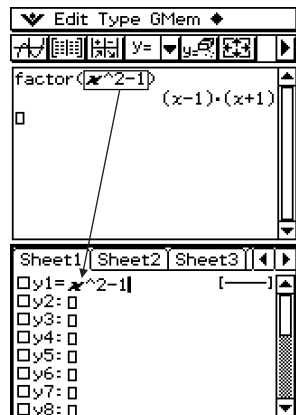 Edit Type GMem
y=
factor(x^2-1)
(x-1)·(x+1)
Sheet1 Sheet2 Sheet3
y1=x^2-1 [—]
y2:
y3:
y4:
y5:
y6:
y7:
y8: